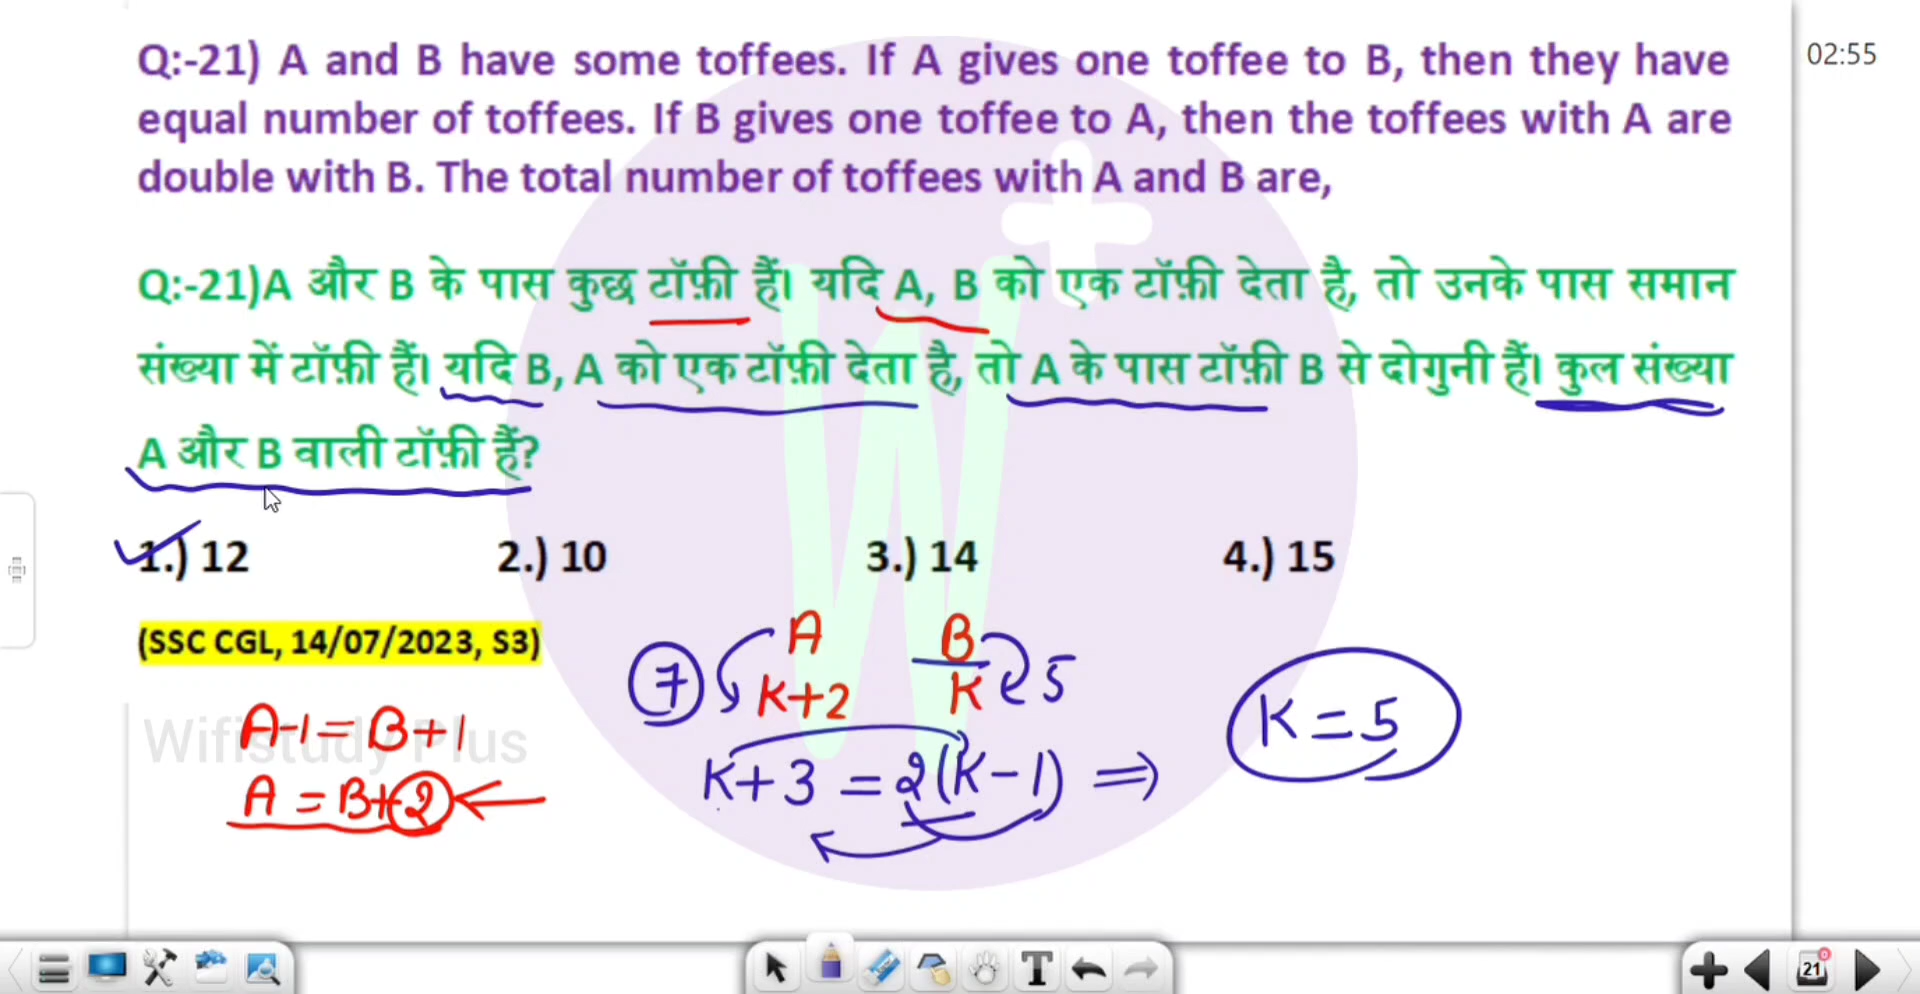 Q:-21) A and B have some toffees. If A gives one toffee to B, then they have
02:55
equal number of toffees. If B gives one toffee to A, then the toffees with A are
double with B. The total number of toffees with A and B are,
Q:-21)A और B के पास कुछ टॉफ़ी हैं। यदि A, B को एक टॉफ़ी देता है, तो उनके पास समान
संख्या में टॉफ़ी हैं। यदि B, A को एक टॉफ़ी देता है, तो A के पास टॉफ़ी B से दोगुनी हैं। कुल संख्या
A और B वाली टॉफ़ी हैं?
1.) 12 2.) 10 3.) 14 4.) 15
(SSC CGL, 14/07/2023, S3)
A B
7 K+2 K 5
K = 5
Wifistudy Plus
A-1 = B+1
K+3 = 2(K-1) ⇒
A = B+2
T
21
0